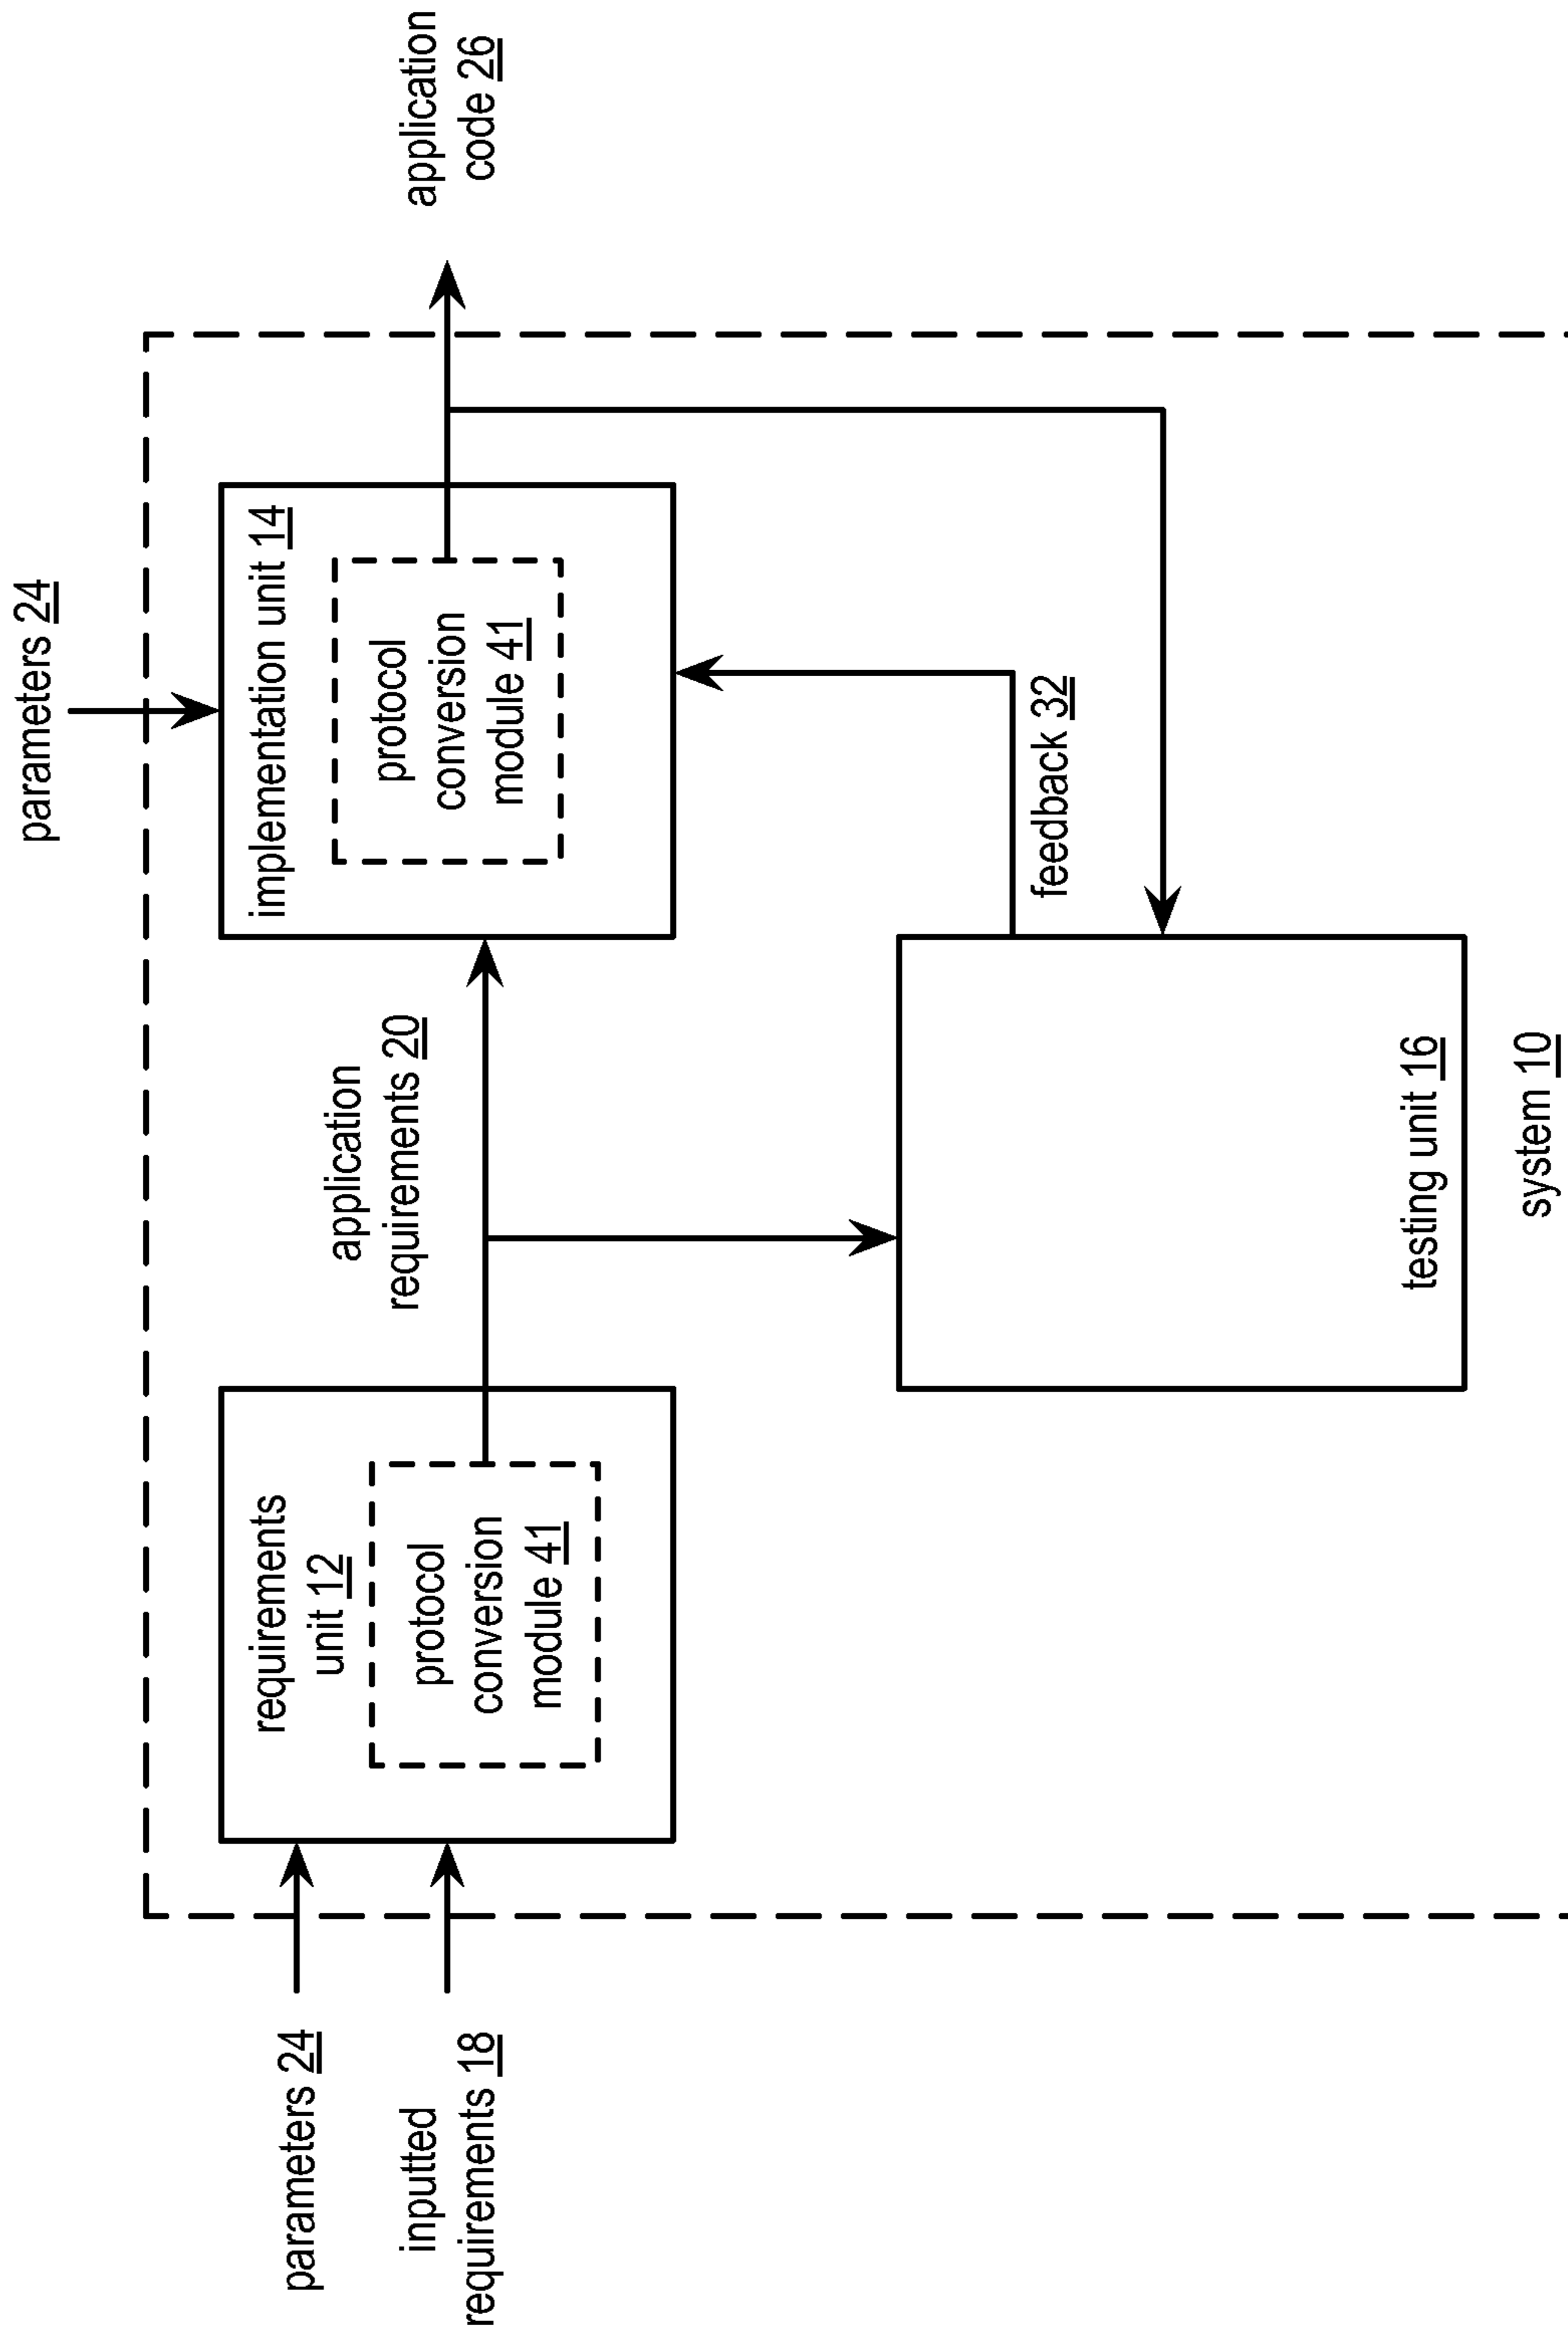 parameters 24
parameters 24
inputted
requirements 18
requirements
unit 12
protocol
conversion
module 41
application
requirements 20
implementation unit 14
protocol
conversion
module 41
application
code 26
feedback 32
testing unit 16
system 10